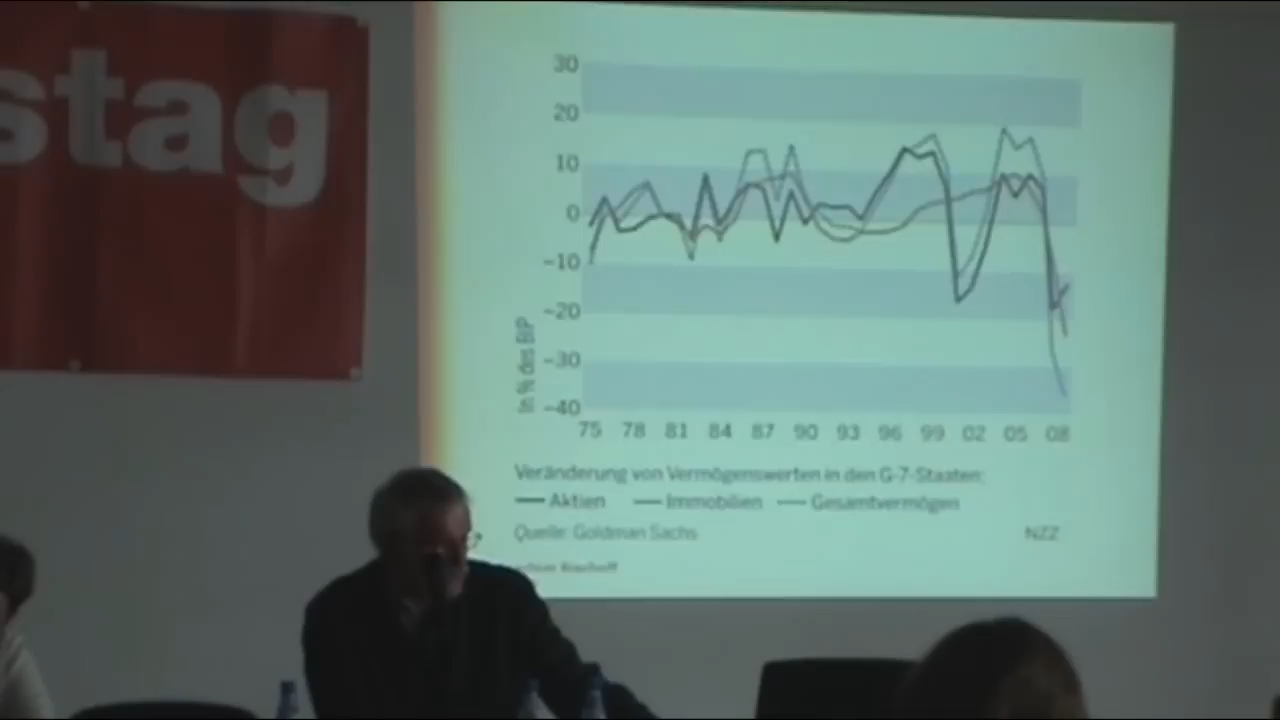 stag
30
20
10
0
−10
−20
−30
−40
In % des BIP
75 78 81 84 87 90 93 96 99 02 05 08
Veränderung von Vermögenswerten in den G-7-Staaten:
Aktien Immobilien Gesamtvermögen
Quelle: Goldman Sachs NZZ
Bischoff